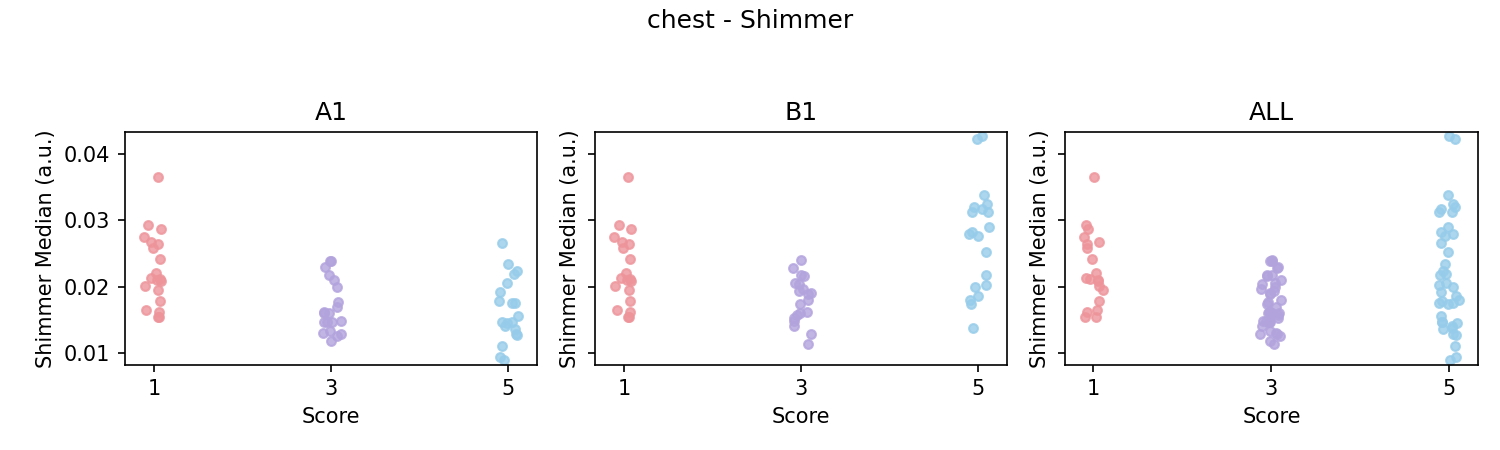 chest - Shimmer
A1
B1
ALL
Shimmer Median (a.u.)
0.04
0.03
0.02
0.01
1
3
5
Score
Shimmer Median (a.u.)
1
3
5
Score
Shimmer Median (a.u.)
1
3
5
Score